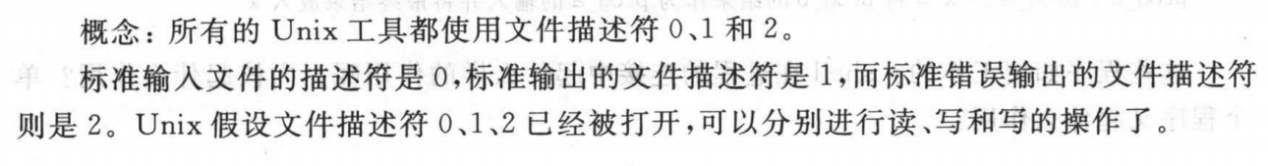 概念：所有的 Unix 工具都使用文件描述符 0、1 和 2。
标准输入文件的描述符是 0,标准输出的文件描述符是 1,而标准错误输出的文件描述符
则是 2。Unix 假设文件描述符 0、1、2 已经被打开,可以分别进行读、写和写的操作了。